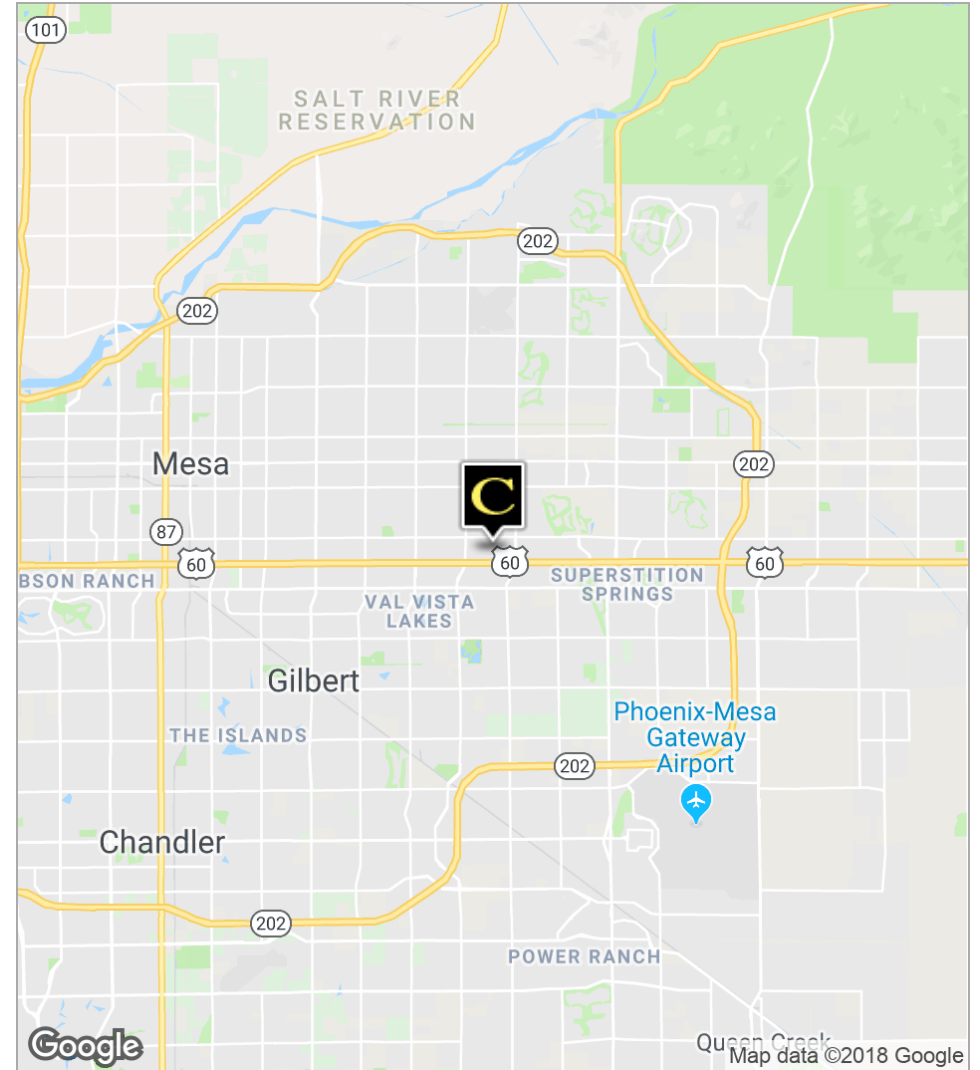 101
SALT RIVER
RESERVATION
202
202
Mesa
202
C
87
60
60
60
BSON RANCH
SUPERSTITION
SPRINGS
VAL VISTA
LAKES
Gilbert
Phoenix-Mesa
Gateway
Airport
THE ISLANDS
202
Chandler
202
POWER RANCH
Queen Creek
Google
Map data ©2018 Google